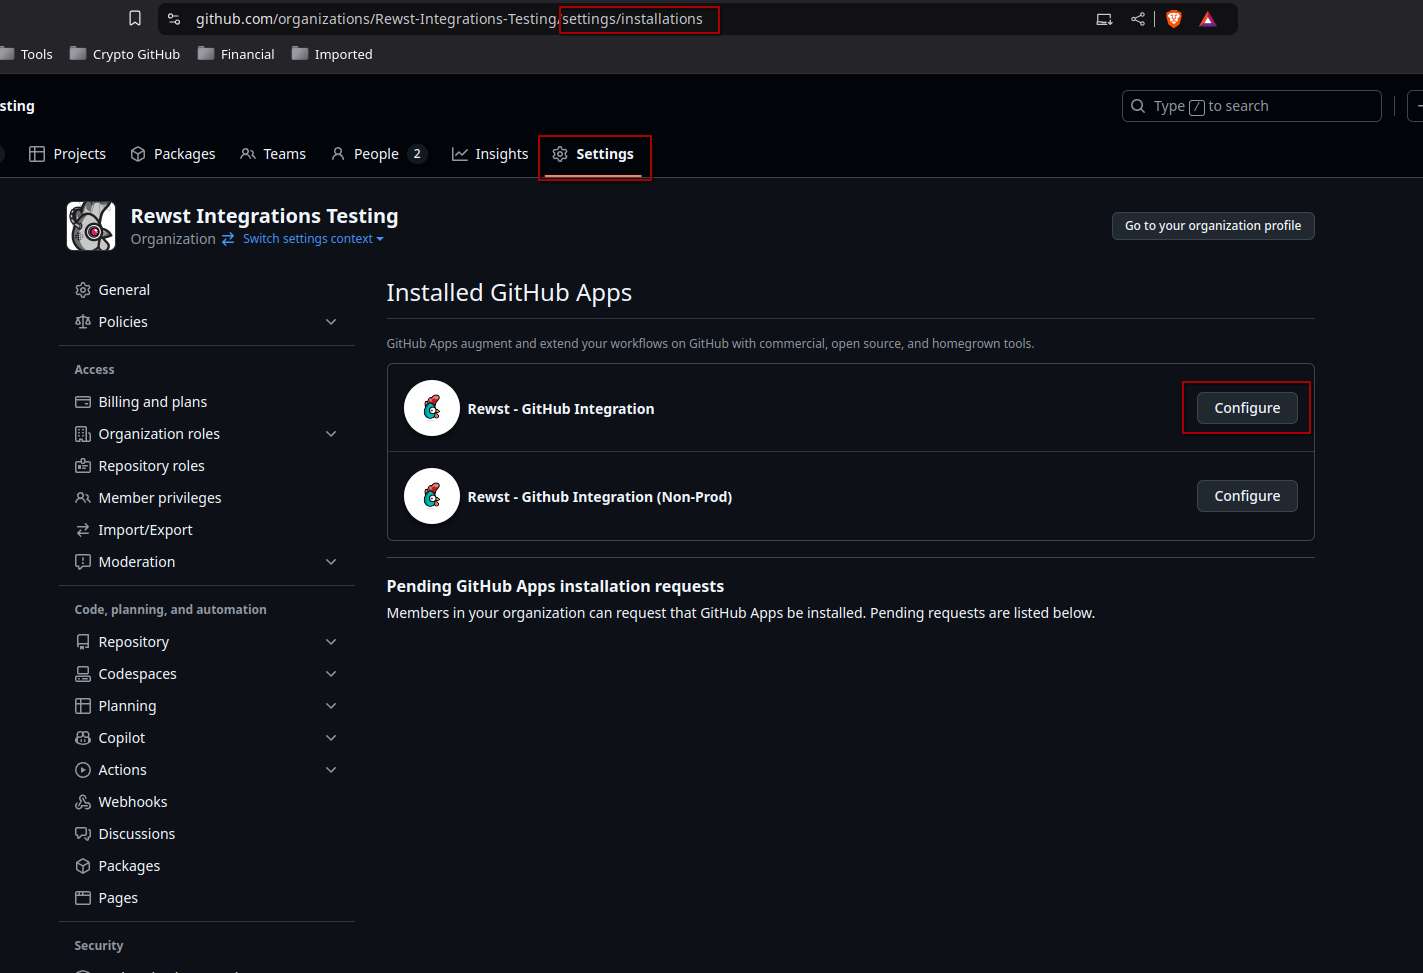 github.com/organizations/Rewst-Integrations-Testing/settings/installations
Tools Crypto GitHub Financial Imported
sting
Type / to search
Projects Packages Teams People 2 Insights Settings
Rewst Integrations Testing
Organization Switch settings context
Go to your organization profile
General
Policies
Access
Billing and plans
Organization roles
Repository roles
Member privileges
Import/Export
Moderation
Code, planning, and automation
Repository
Codespaces
Planning
Copilot
Actions
Webhooks
Discussions
Packages
Pages
Security
Installed GitHub Apps
GitHub Apps augment and extend your workflows on GitHub with commercial, open source, and homegrown tools.
Rewst - GitHub Integration
Configure
Rewst - Github Integration (Non-Prod)
Configure
Pending GitHub Apps installation requests
Members in your organization can request that GitHub Apps be installed. Pending requests are listed below.